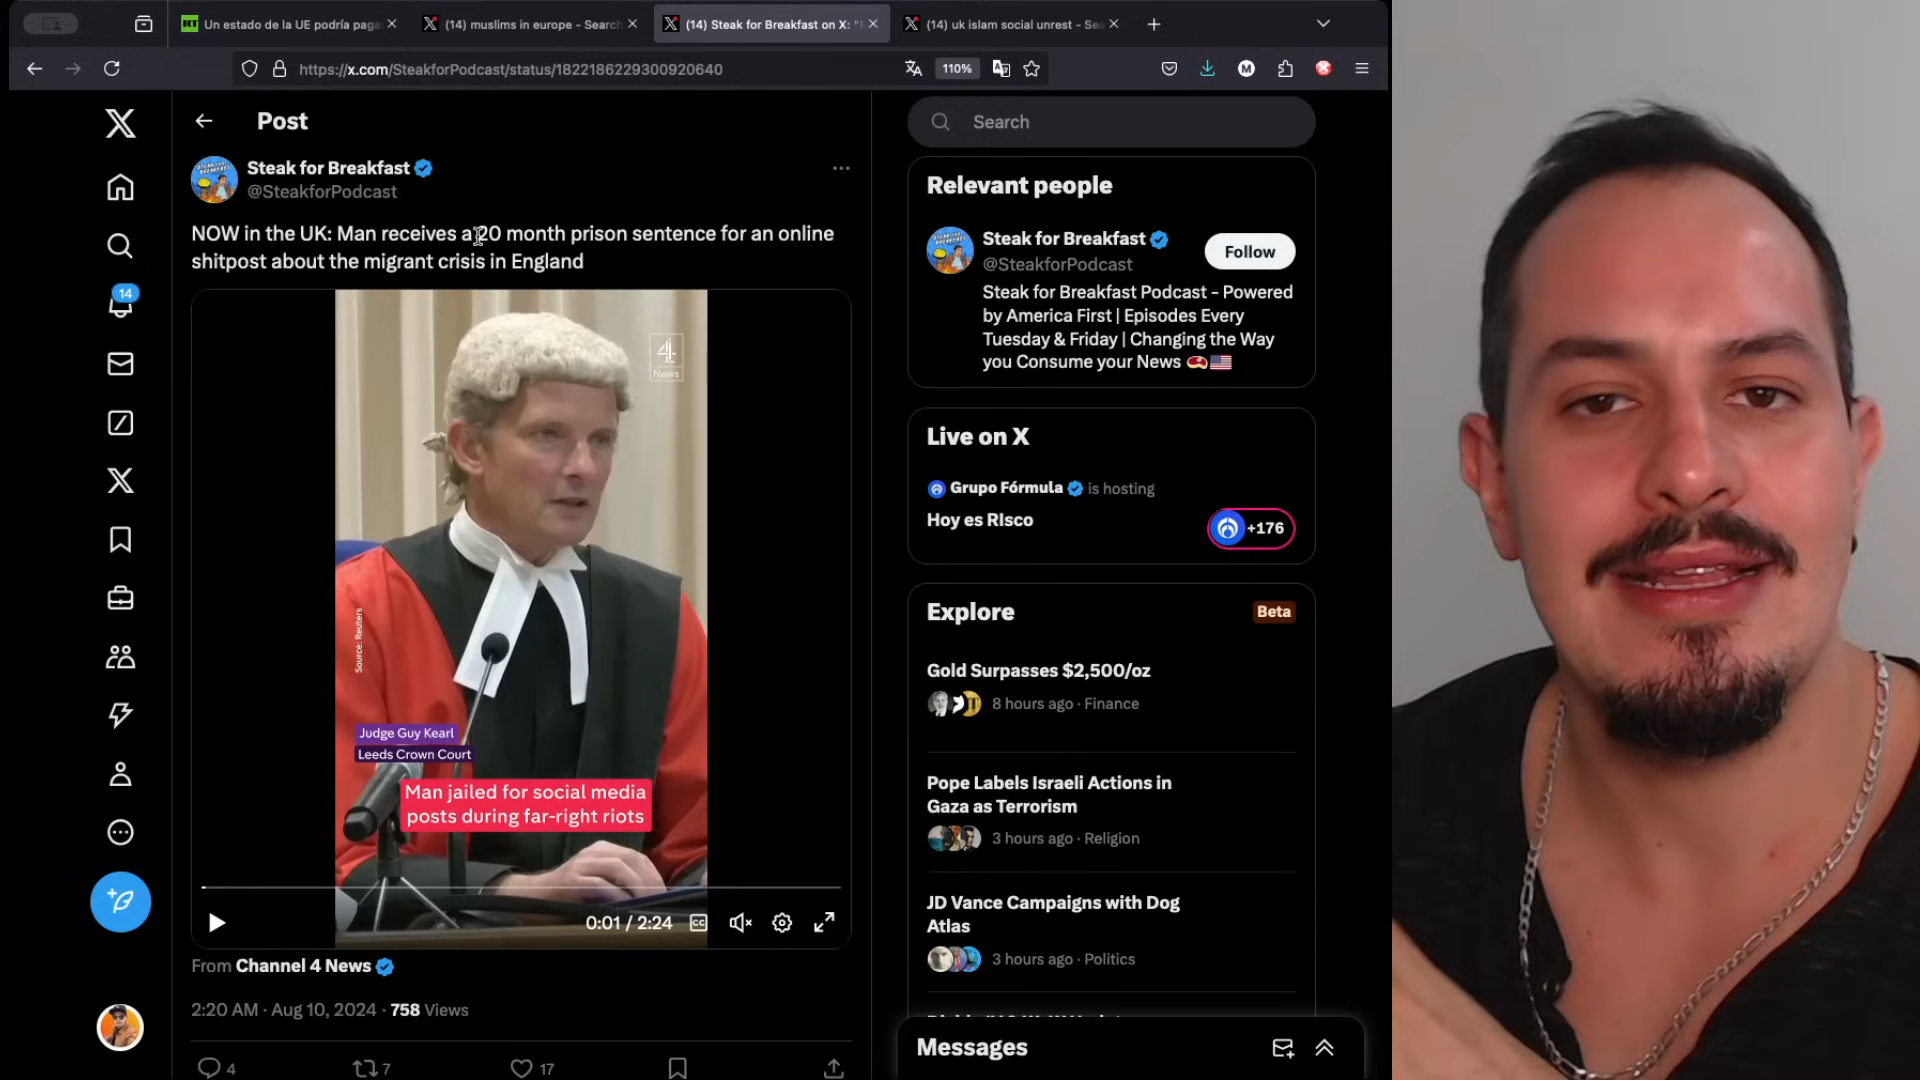 Un estado de la UE podría paga
(14) muslims in europe - Search
(14) Steak for Breakfast on X: "
(14) uk islam social unrest - Sea
https://x.com/SteakforPodcast/status/1822186229300920640
110%
Post
Steak for Breakfast
@SteakforPodcast
NOW in the UK: Man receives a 20 month prison sentence for an online
shitpost about the migrant crisis in England
14
4
News
Source: Reuters
Judge Guy Kearl
Leeds Crown Court
Man jailed for social media
posts during far-right riots
0:01 / 2:24
CC
From Channel 4 News
2:20 AM · Aug 10, 2024 · 758 Views
4
7
17
Search
Relevant people
Steak for Breakfast
@SteakforPodcast
Follow
Steak for Breakfast Podcast - Powered
by America First | Episodes Every
Tuesday & Friday | Changing the Way
you Consume your News
Live on X
Grupo Fórmula is hosting
Hoy es RIsco
+176
Explore
Beta
Gold Surpasses $2,500/oz
8 hours ago · Finance
Pope Labels Israeli Actions in
Gaza as Terrorism
3 hours ago · Religion
JD Vance Campaigns with Dog
Atlas
3 hours ago · Politics
Messages